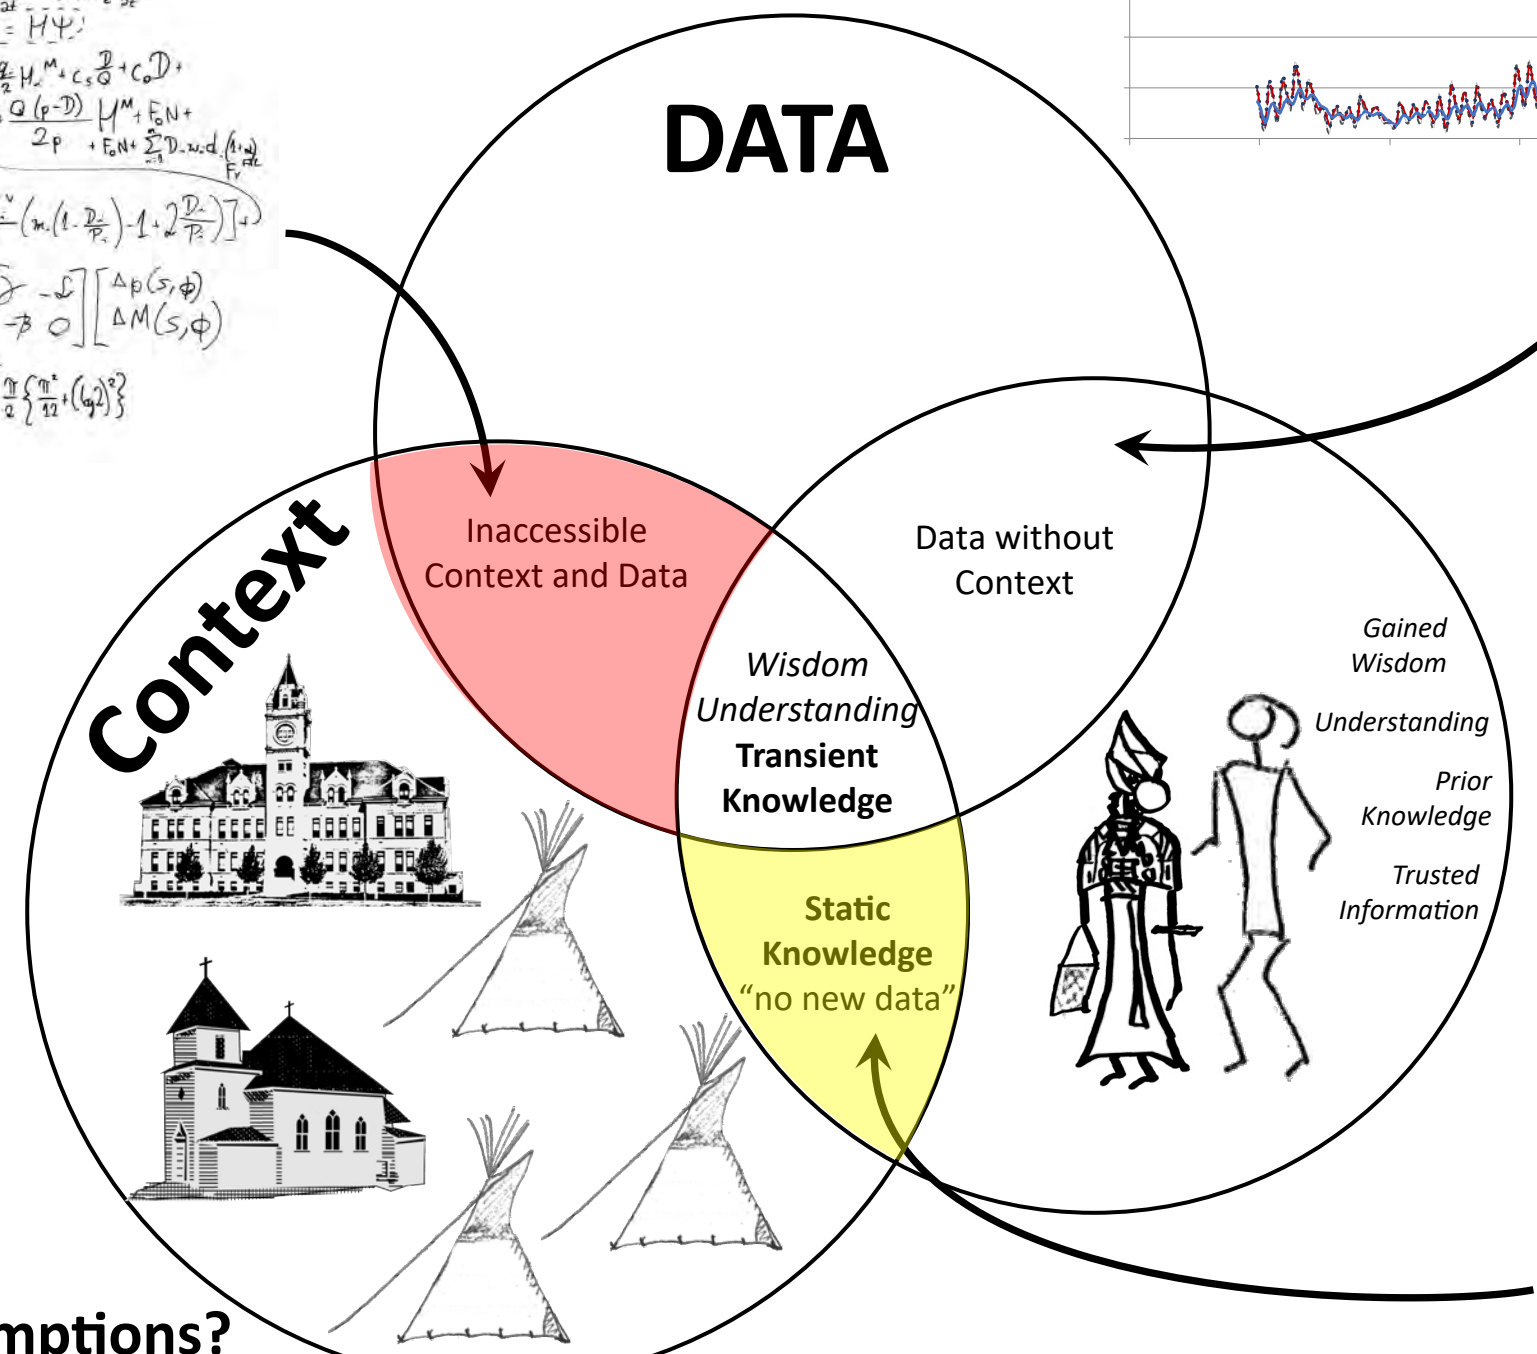 = HΨ
DATA
Inaccessible
Context and Data
Data without
Context
Context
Wisdom
Understanding
Transient
Knowledge
Gained
Wisdom
Understanding
Prior
Knowledge
Trusted
Information
Static
Knowledge
“no new data”
mptions?